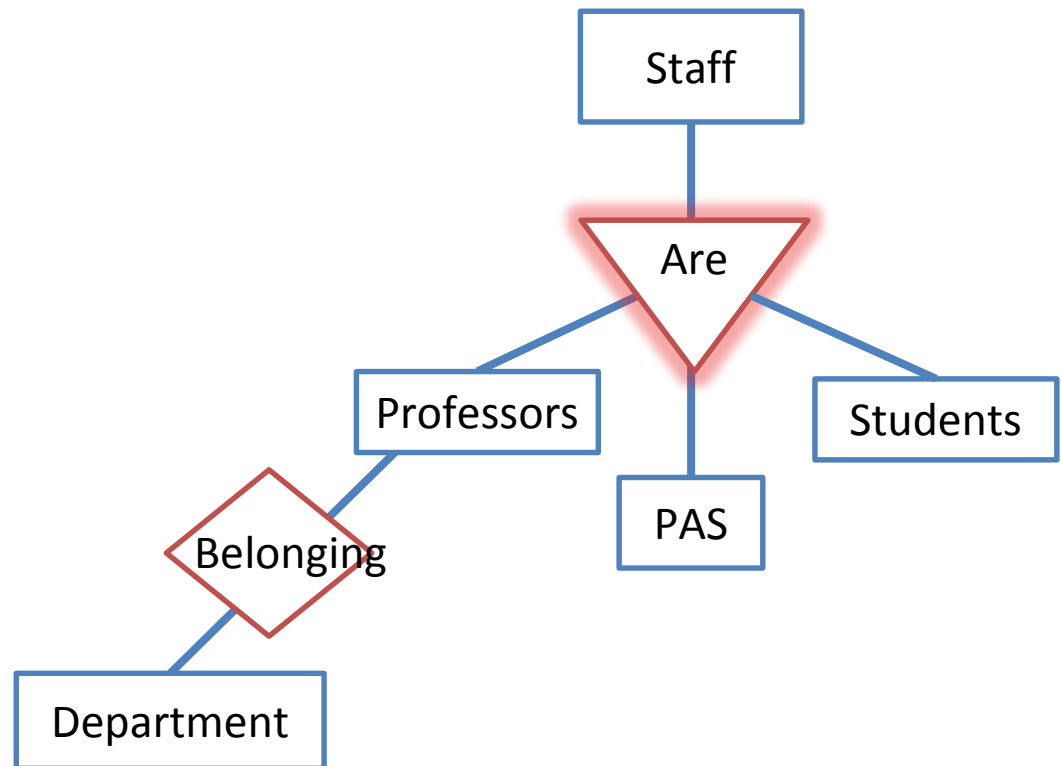 Staff
Are
Professors
Students
PAS
Belonging
Department